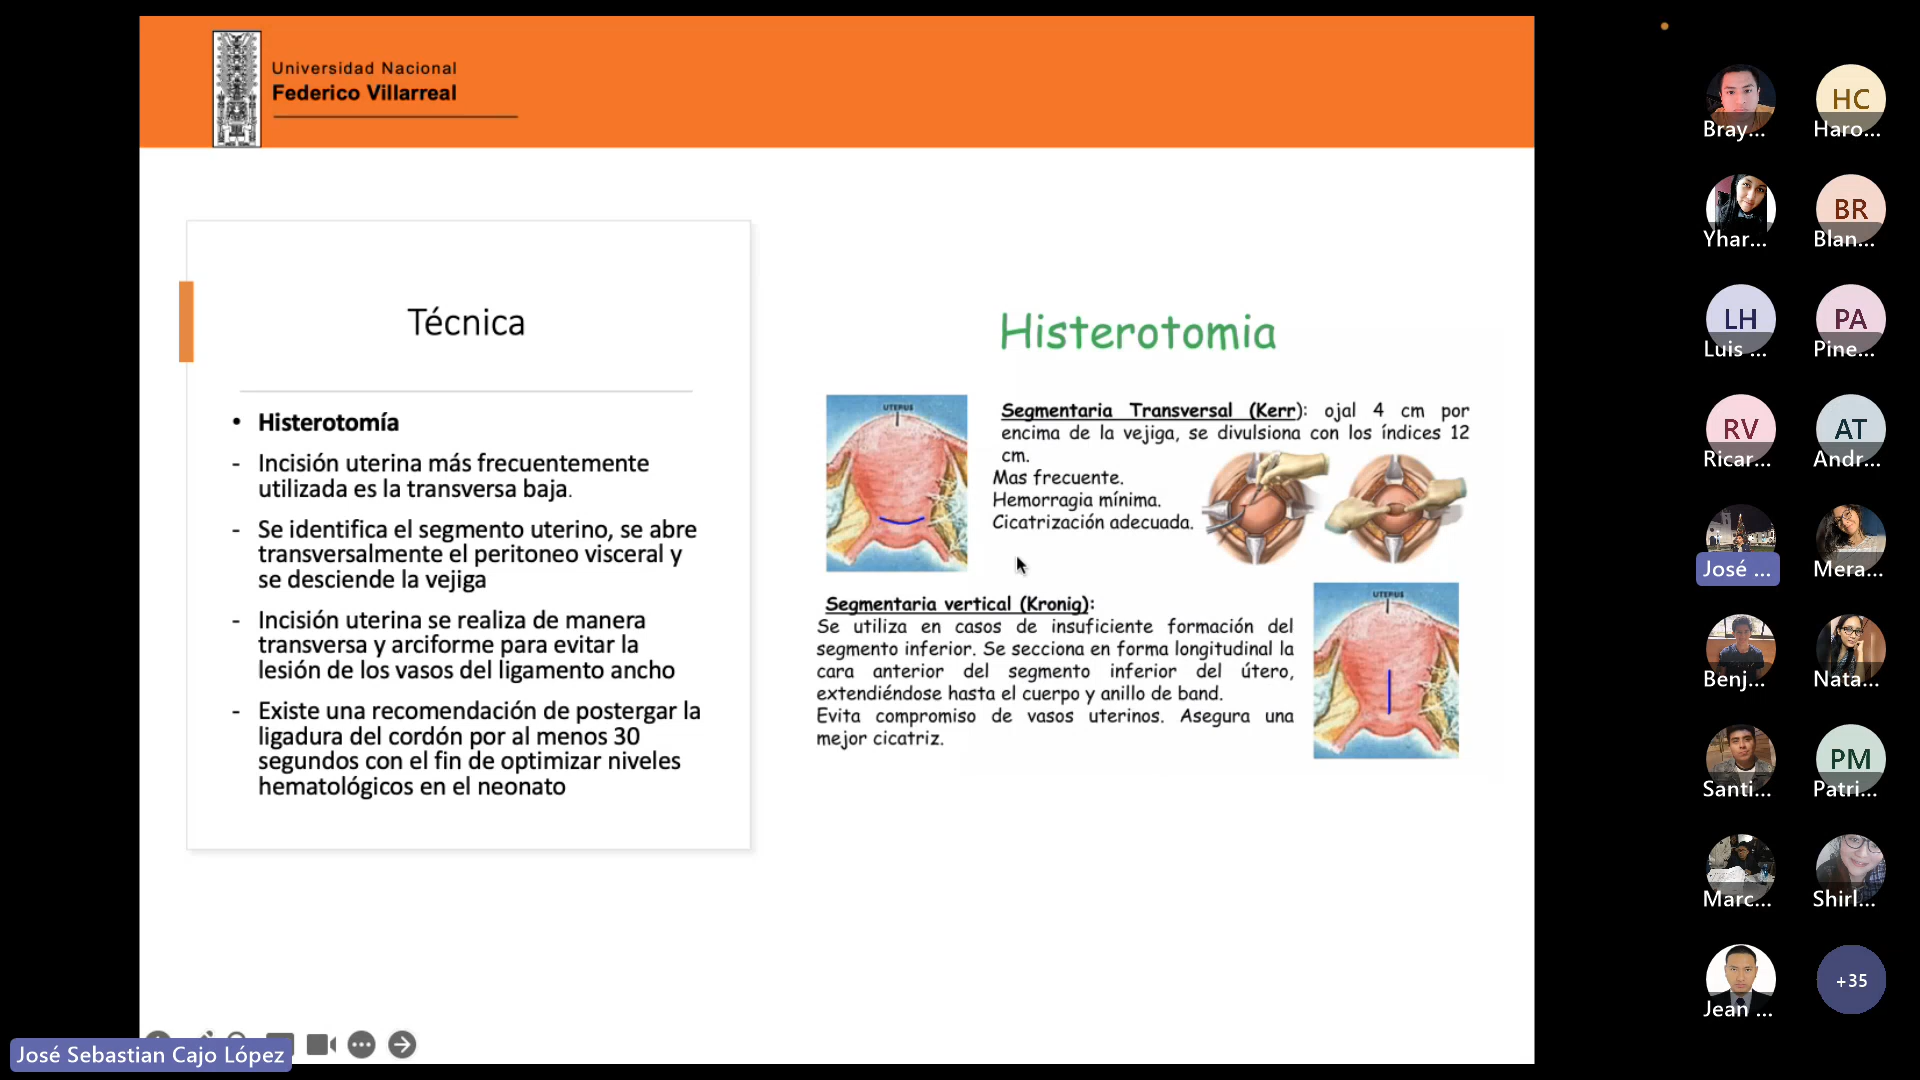 Universidad Nacional
Federico Villarreal
Técnica
• Histerotomía
- Incisión uterina más frecuentemente
utilizada es la transversa baja.
- Se identifica el segmento uterino, se abre
transversalmente el peritoneo visceral y
se desciende la vejiga
- Incisión uterina se realiza de manera
transversa y arciforme para evitar la
lesión de los vasos del ligamento ancho
- Existe una recomendación de postergar la
ligadura del cordón por al menos 30
segundos con el fin de optimizar niveles
hematológicos en el neonato
Histerotomia
UTERUS
Segmentaria Transversal (Kerr): ojal 4 cm por
encima de la vejiga, se divulsiona con los índices 12
cm.
Mas frecuente.
Hemorragia mínima.
Cicatrización adecuada.
Segmentaria vertical (Kronig):
Se utiliza en casos de insuficiente formación del
segmento inferior. Se secciona en forma longitudinal la
cara anterior del segmento inferior del útero,
extendiéndose hasta el cuerpo y anillo de band.
Evita compromiso de vasos uterinos. Asegura una
mejor cicatriz.
UTERUS
José Sebastian Cajo López
Bray...
HC
Haro...
Yhar...
BR
Blan...
LH
Luis ...
PA
Pine...
RV
Ricar...
AT
Andr...
José ...
Mera...
Benj...
Nata...
Santi...
PM
Patri...
Marc...
Shirl...
Jean ...
+35